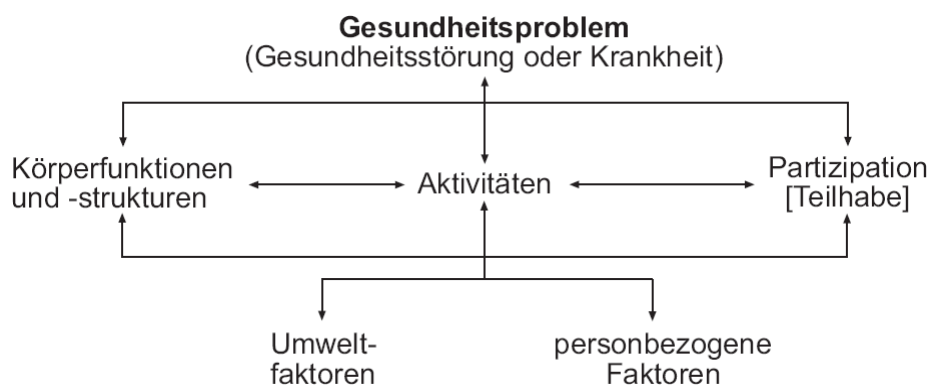 Gesundheitsproblem
(Gesundheitsstörung oder Krankheit)
Körperfunktionen
und -strukturen
Aktivitäten
Partizipation
[Teilhabe]
Umwelt-
faktoren
personbezogene
Faktoren